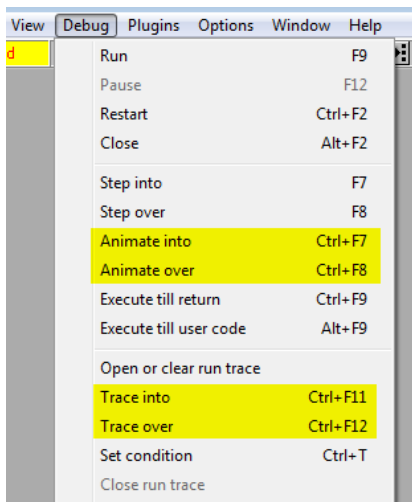 View Debug Plugins Options Window Help
d
Run F9
Pause F12
Restart Ctrl+F2
Close Alt+F2
Step into F7
Step over F8
Animate into Ctrl+F7
Animate over Ctrl+F8
Execute till return Ctrl+F9
Execute till user code Alt+F9
Open or clear run trace
Trace into Ctrl+F11
Trace over Ctrl+F12
Set condition Ctrl+T
Close run trace